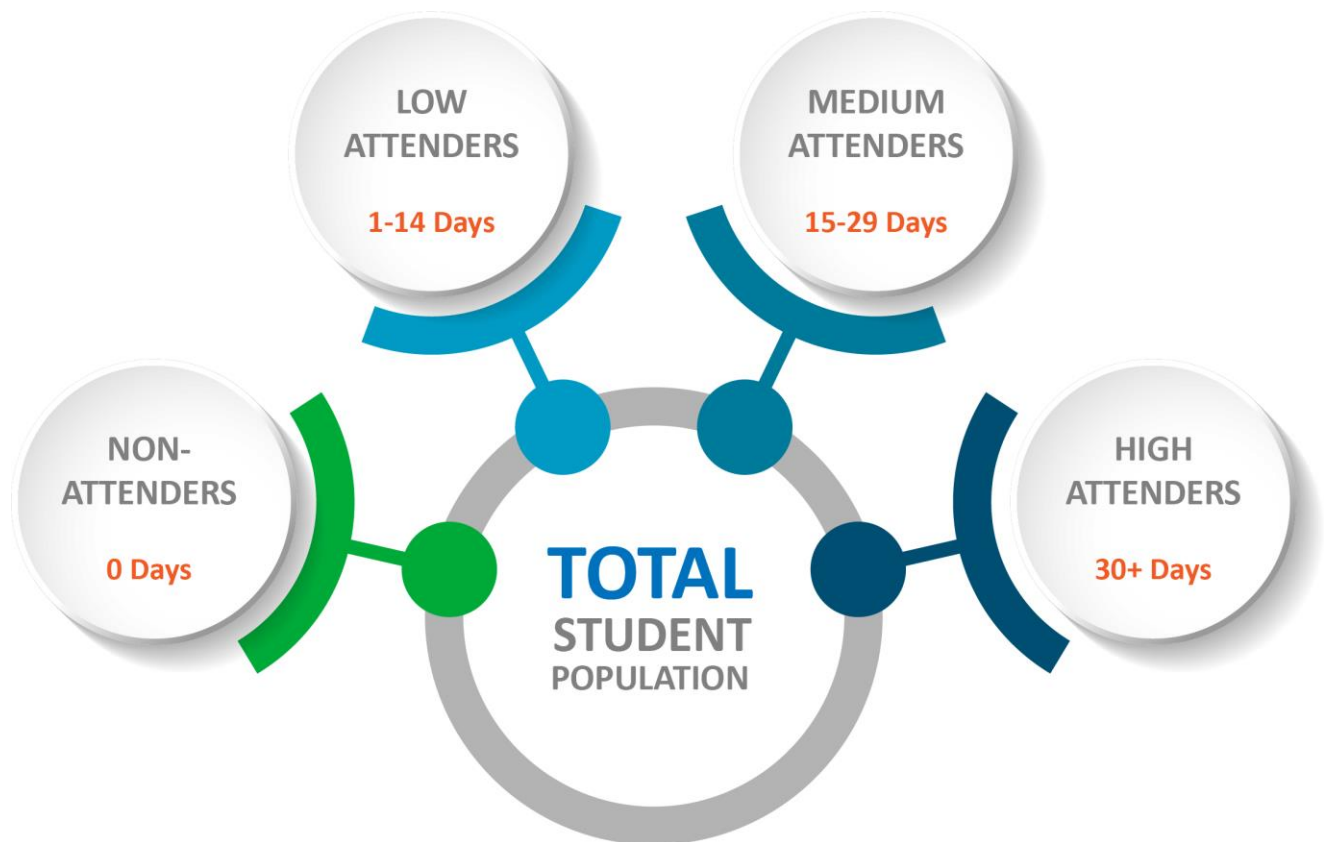 LOW
ATTENDERS
1-14 Days
MEDIUM
ATTENDERS
15-29 Days
NON-
ATTENDERS
0 Days
HIGH
ATTENDERS
30+ Days
TOTAL
STUDENT
POPULATION